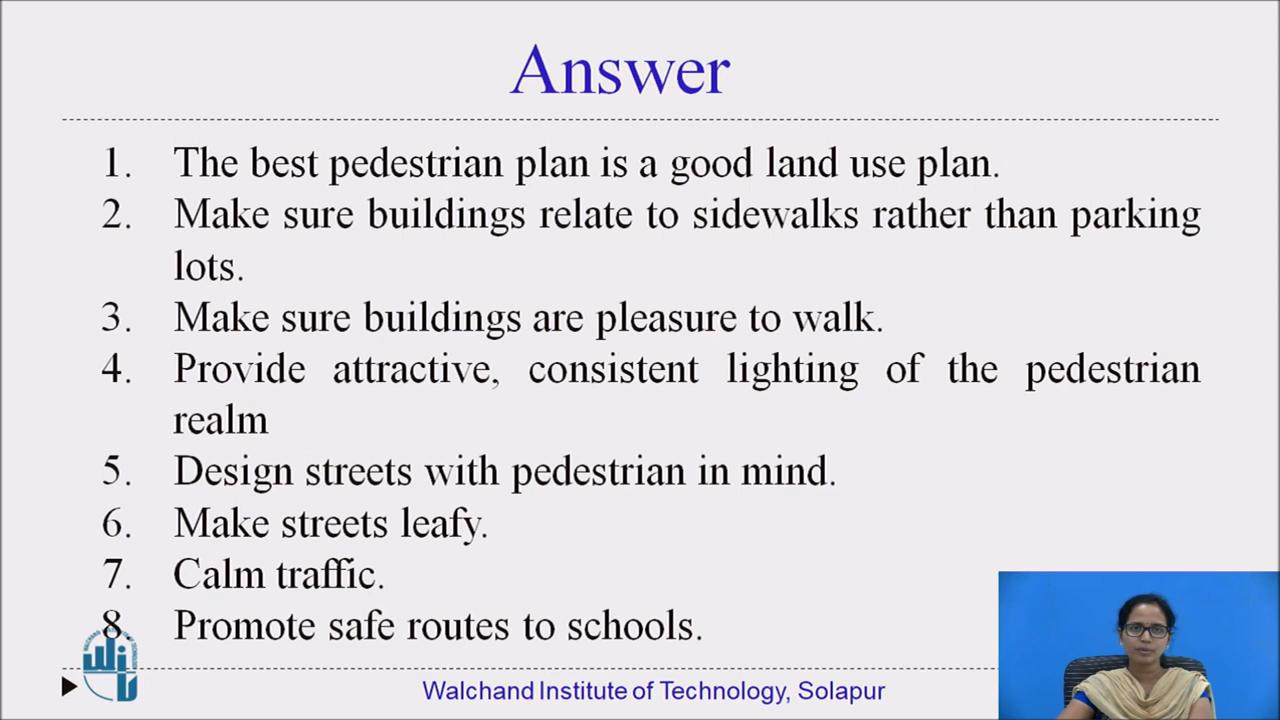 Answer
1. The best pedestrian plan is a good land use plan.
2. Make sure buildings relate to sidewalks rather than parking
lots.
3. Make sure buildings are pleasure to walk.
4. Provide attractive, consistent lighting of the pedestrian
realm
5. Design streets with pedestrian in mind.
6. Make streets leafy.
7. Calm traffic.
8. Promote safe routes to schools.
Walchand Institute of Technology, Solapur